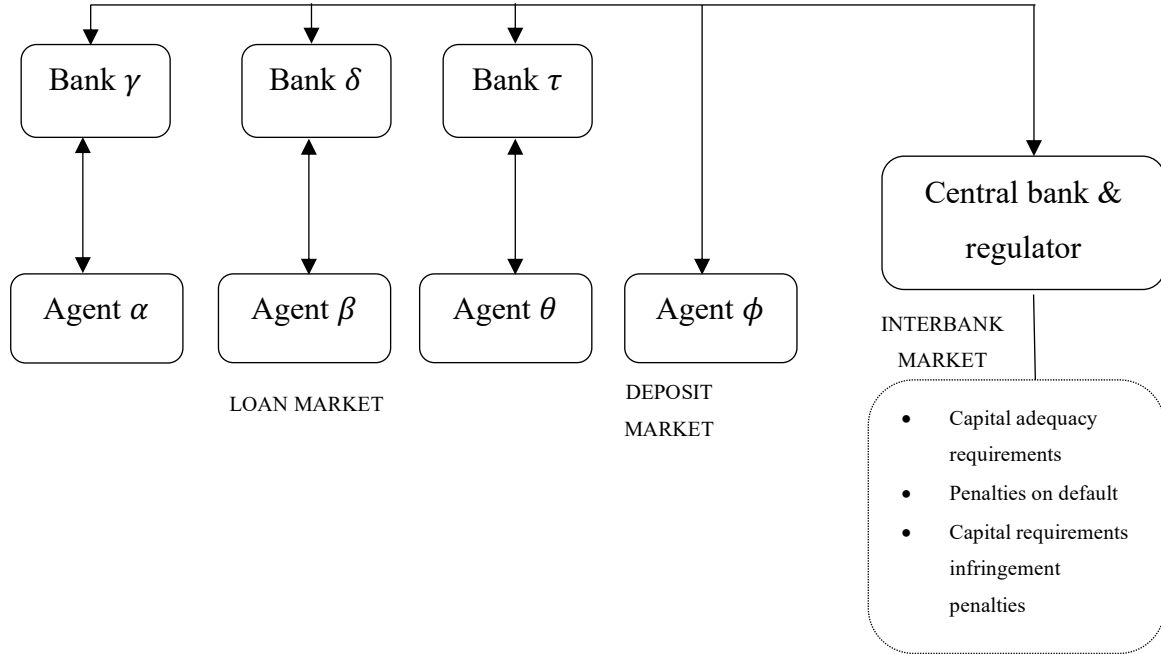 Bank γ
Bank δ
Bank τ
Central bank &
regulator
Agent α
Agent β
Agent θ
Agent ϕ
LOAN MARKET
DEPOSIT
MARKET
INTERBANK
MARKET
• Capital adequacy
requirements
• Penalties on default
• Capital requirements
infringement
penalties